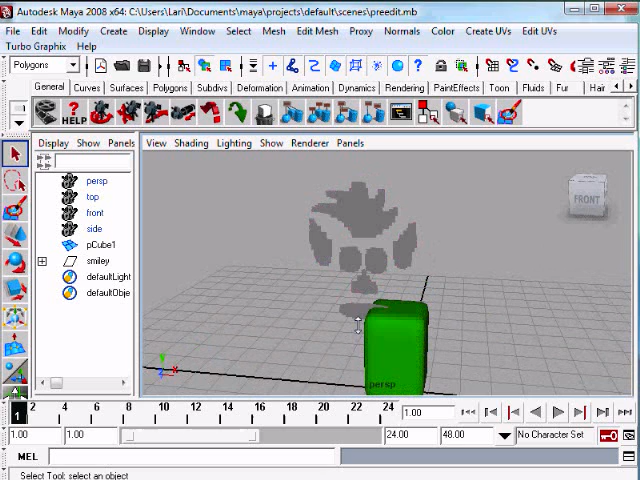 Autodesk Maya 2008 x64: C:\Users\Lari\Documents\maya\projects\default\scenes\preedit.mb
File Edit Modify Create Display Window Select Mesh Edit Mesh Proxy Normals Color Create UVs Edit UVs
Turbo Graphix Help
Polygons
General Curves Surfaces Polygons Subdivs Deformation Animation Dynamics Rendering PaintEffects Toon Fluids Fur Hair
HELP
Display Show Panels View Shading Lighting Show Renderer Panels
persp
top
front
side
pCube1
smiley
defaultLight
defaultObje
FRONT
persp
1 2 4 6 8 10 12 14 16 18 20 22 24 1.00
1.00 1.00 24.00 48.00 No Character Set
MEL
Select Tool: select an object